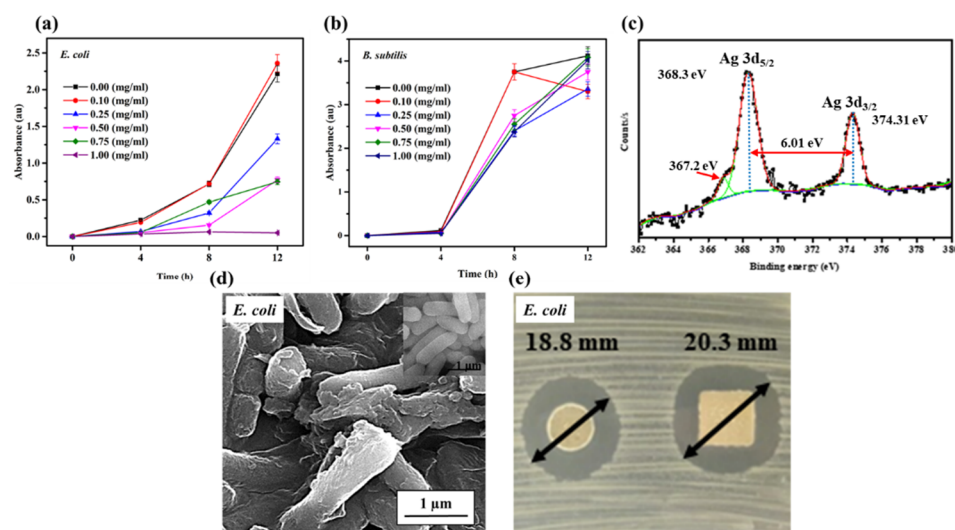 (a)
E. coli
0.00 (mg/ml)
0.10 (mg/ml)
0.25 (mg/ml)
0.50 (mg/ml)
0.75 (mg/ml)
1.00 (mg/ml)
Absorbance (au)
2.5
2.0
1.5
1.0
0.5
0.0
0
4
8
12
Time (h)
(b)
B. subtilis
0.00 (mg/ml)
0.10 (mg/ml)
0.25 (mg/ml)
0.50 (mg/ml)
0.75 (mg/ml)
1.00 (mg/ml)
Absorbance (au)
4
3
2
1
0
0
4
8
12
Time (h)
(c)
Ag 3d5/2
368.3 eV
Ag 3d3/2
374.31 eV
6.01 eV
367.2 eV
Counts/s
362 364 366 368 370 372 374 376 378 380
Binding energy (eV)
(d)
E. coli
1 µm
1 µm
(e)
E. coli
18.8 mm
20.3 mm